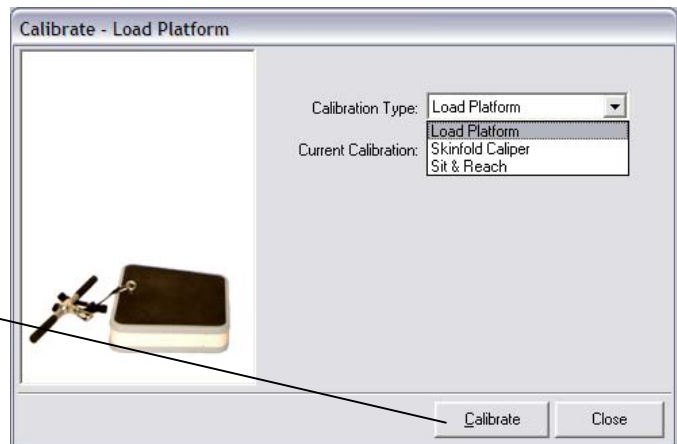 Calibrate - Load Platform
Calibration Type: Load Platform
Load Platform
Current Calibration: Skinfold Caliper
Sit & Reach
Calibrate Close